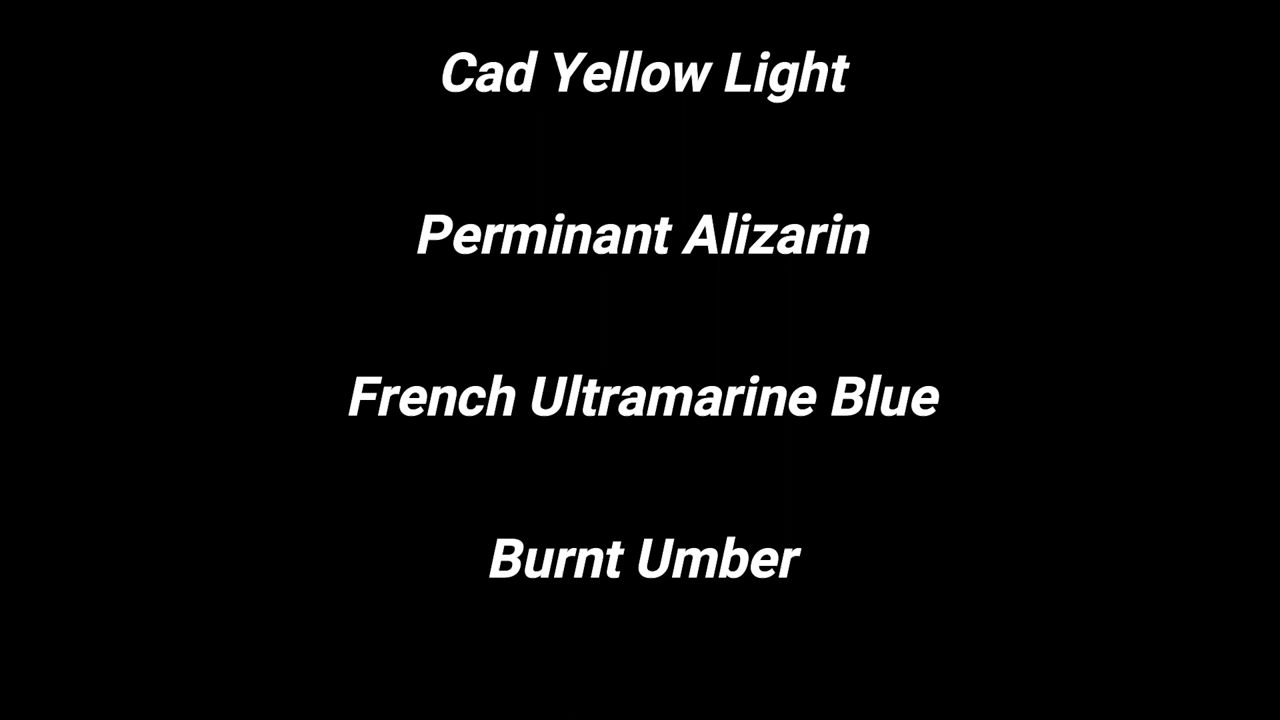 Cad Yellow Light
Perminant Alizarin
French Ultramarine Blue
Burnt Umber